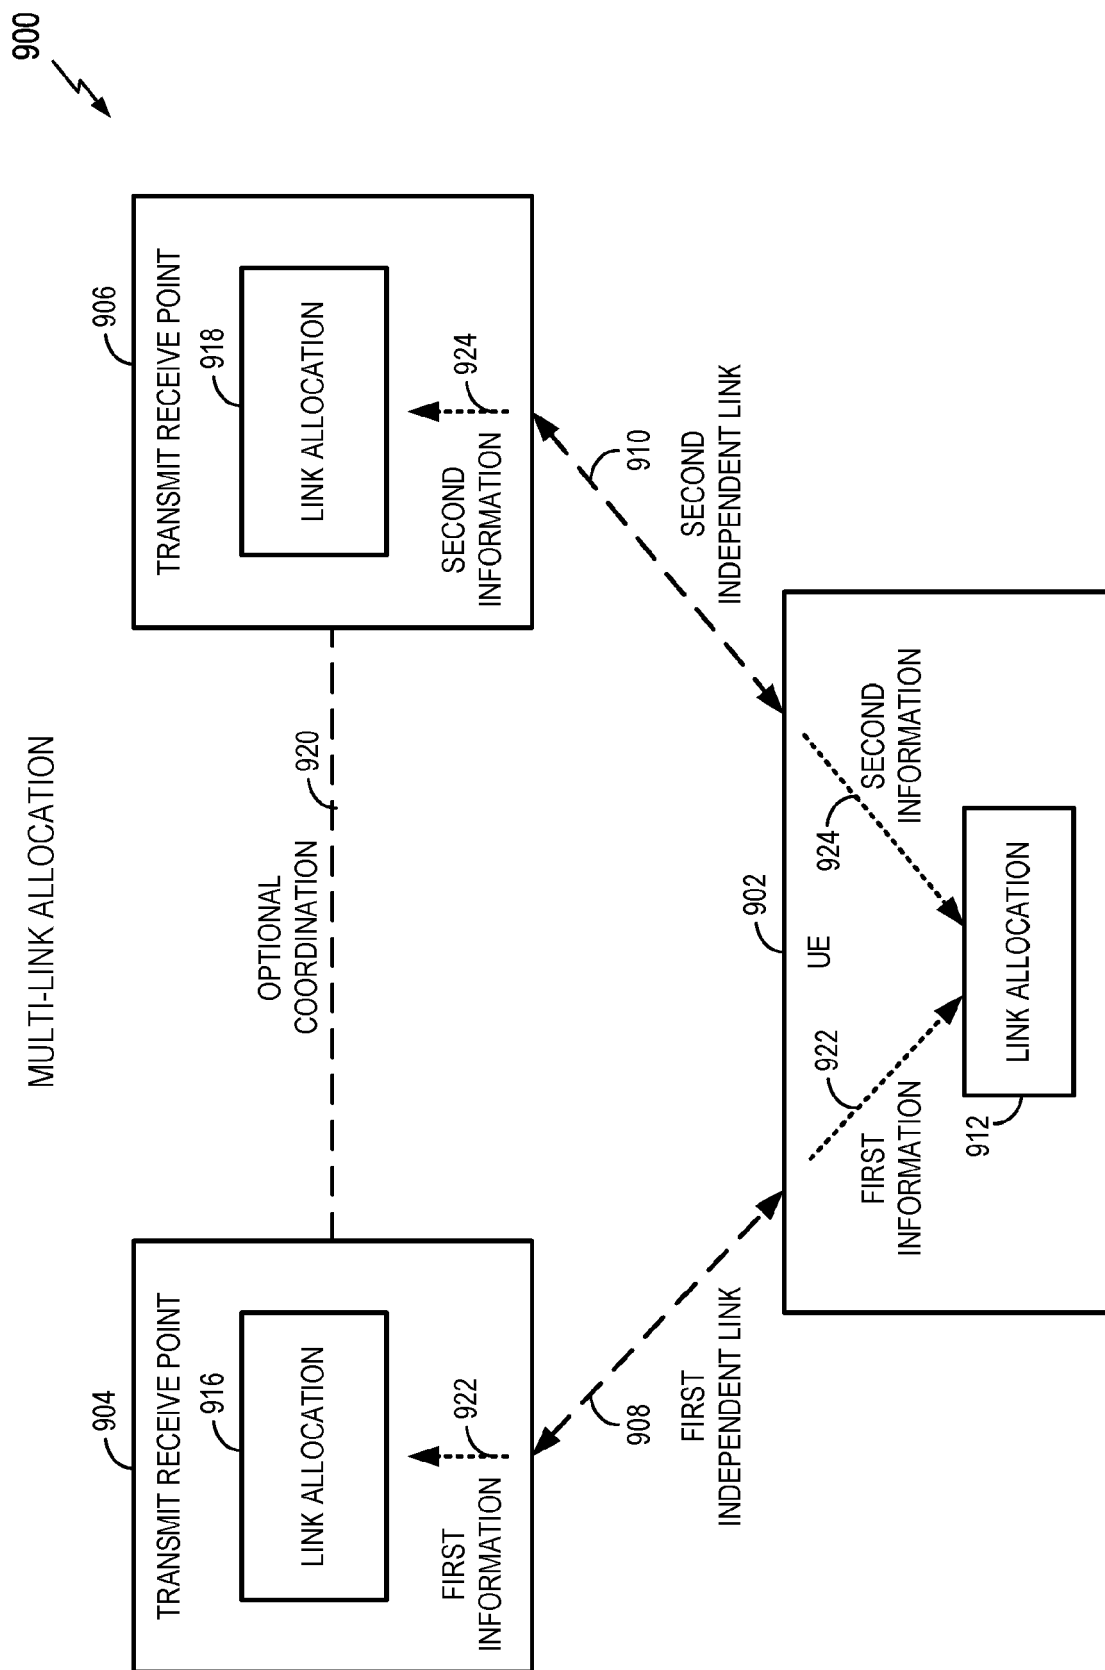 900
MULTI-LINK ALLOCATION
904
TRANSMIT RECEIVE POINT
916
LINK ALLOCATION
FIRST
INFORMATION
922
OPTIONAL
COORDINATION
920
906
TRANSMIT RECEIVE POINT
918
LINK ALLOCATION
SECOND
INFORMATION
924
908
FIRST
INDEPENDENT LINK
910
SECOND
INDEPENDENT LINK
902
UE
922
FIRST
INFORMATION
924
SECOND
INFORMATION
912
LINK ALLOCATION